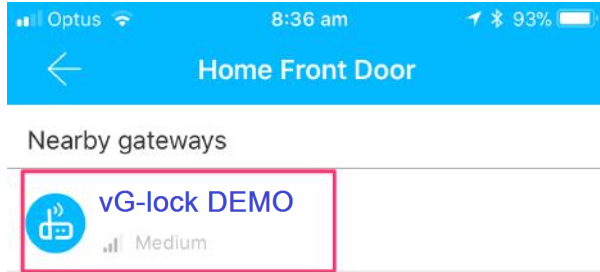 Optus 8:36 am 93%
Home Front Door
Nearby gateways
vG-lock DEMO
Medium